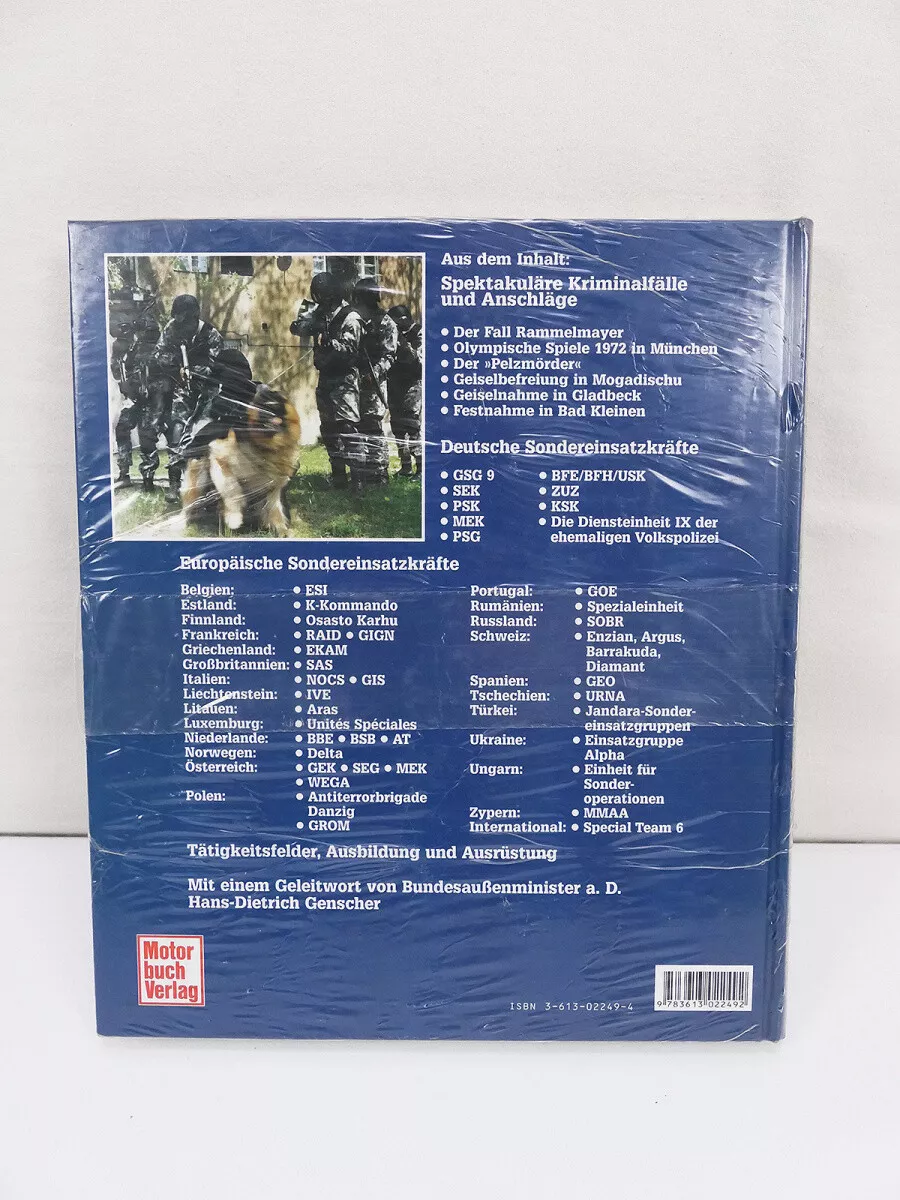 Aus dem Inhalt:
Spektakuläre Kriminalfälle
und Anschläge
• Der Fall Rammelmayer
• Olympische Spiele 1972 in München
• Der »Pelzmörder«
• Geiselbefreiung in Mogadischu
• Geiselnahme in Gladbeck
• Festnahme in Bad Kleinen
Deutsche Sondereinsatzkräfte
• GSG 9
• SEK
• PSK
• MEK
• PSG
• BFE/BFH/USK
• ZUZ
• KSK
• Die Diensteinheit IX der
ehemaligen Volkspolizei
Europäische Sondereinsatzkräfte
Belgien: • ESI
Estland: • K-Kommando
Finnland: • Osasto Karhu
Frankreich: • RAID • GIGN
Griechenland: • EKAM
Großbritannien: • SAS
Italien: • NOCS • GIS
Liechtenstein: • IVE
Litauen: • Aras
Luxemburg: • Unités Spéciales
Niederlande: • BBE • BSB • AT
Norwegen: • Delta
Österreich: • GEK • SEG • MEK
• WEGA
Polen: • Antiterrorbrigade
Danzig
• GROM
Portugal: • GOE
Rumänien: • Spezialeinheit
Russland: • SOBR
Schweiz: • Enzian, Argus,
Barrakuda,
Diamant
Spanien: • GEO
Tschechien: • URNA
Türkei: • Jandara-Sonder-
einsatzgruppen
Ukraine: • Einsatzgruppe
Alpha
Ungarn: • Einheit für
Sonder-
operationen
Zypern: • MMAA
International: • Special Team 6
Tätigkeitsfelder, Ausbildung und Ausrüstung
Mit einem Geleitwort von Bundesaußenminister a. D.
Hans-Dietrich Genscher
Motor
buch
Verlag
ISBN 3-613-02249-4
9 783613 022492